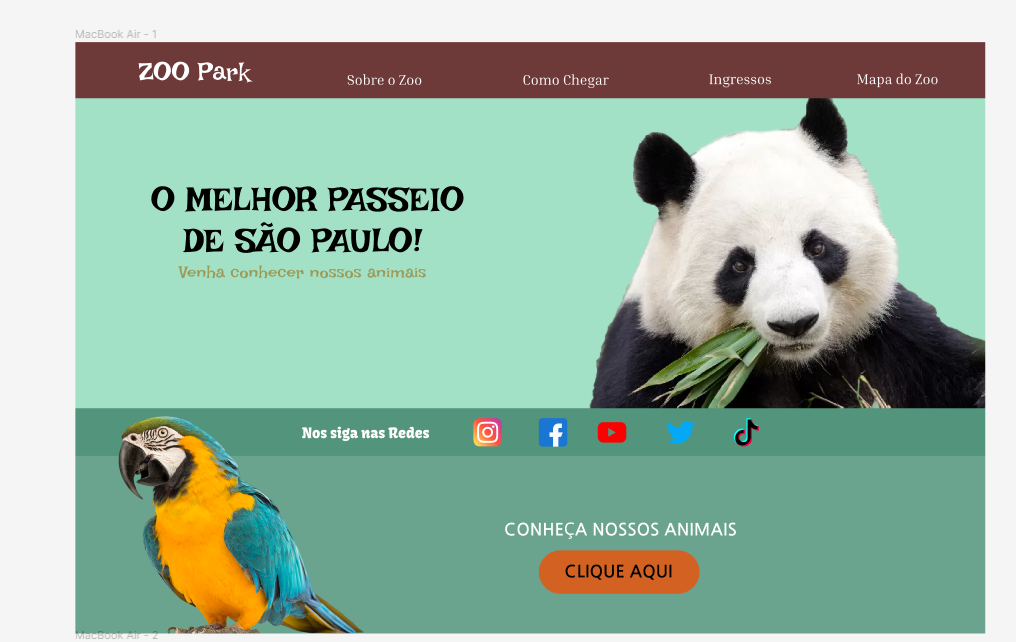 MacBook Air - 1
ZOO Park
Sobre o Zoo
Como Chegar
Ingressos
Mapa do Zoo
O MELHOR PASSEIO
DE SÃO PAULO!
Venha conhecer nossos animais
Nos siga nas Redes
CONHEÇA NOSSOS ANIMAIS
CLIQUE AQUI
MacBook Air - 2